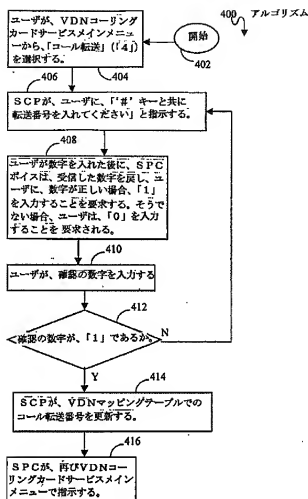 400 アルゴリズム
開始
402
ユーザが、VDNコーリング
カードサービスメインメニュ
ーから、「コール転送」(「4」)
を選択する。
404
406
SCPが、ユーザに、「「#」キーと共に
転送番号を入れてください」と指示する。
408
ユーザが数字を入れた後に、SPC
ボイスは、受信した数字を戻し、ユー
ザに、数字が正しい場合、「1」
を入力することを要求する。そうで
ない場合、ユーザは、「0」を入力
することを要求される。
410
ユーザが、確認の数字を入力する
412
確認の数字が、「1」であるか。
N
Y
414
SCPが、VDNマッピングテーブルでの
コール転送番号を更新する。
416
SPCが、再びVDNコー
リングカードサービスメイン
メニューで指示する。